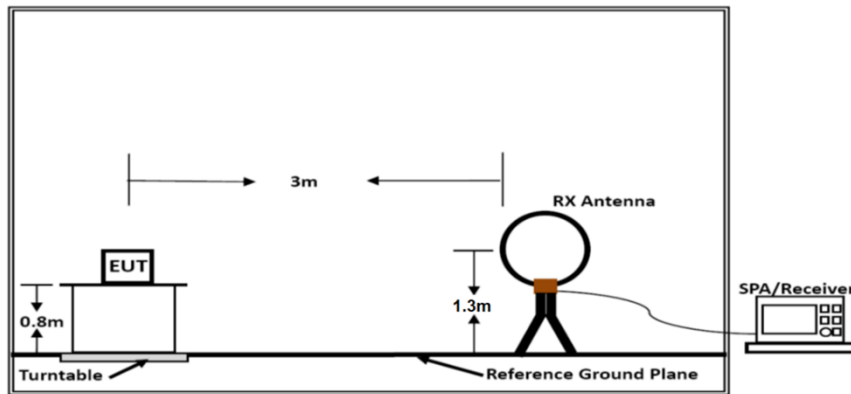 3m
RX Antenna
EUT
SPA/Receiver
0.8m
1.3m
Turntable
Reference Ground Plane